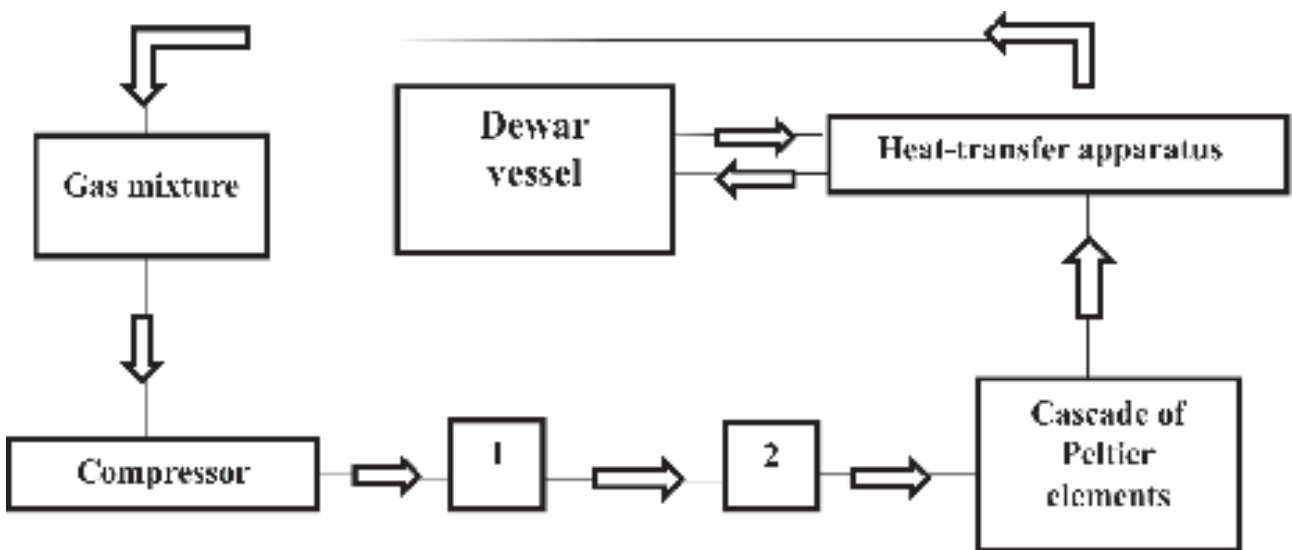 Dewar
vessel
Heat-transfer apparatus
Gas mixture
Compressor
1
2
Cascade of
Peltier
elements